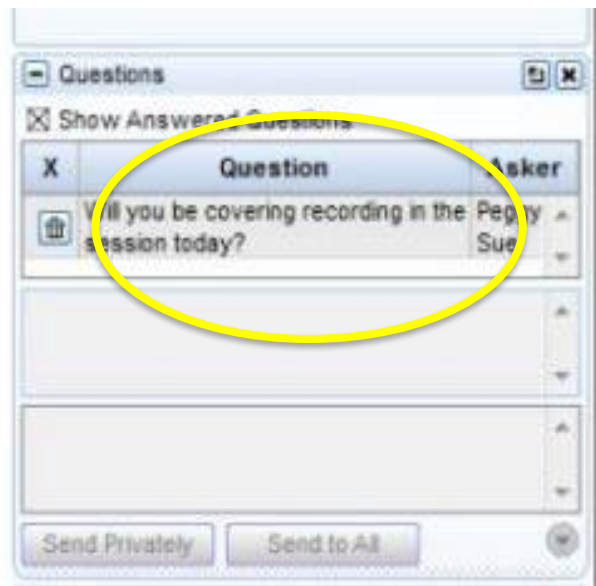 Questions
Show Answered Questions
X Question Asker
Will you be covering recording in the Peggy
session today? Sue
Send Privately Send to All